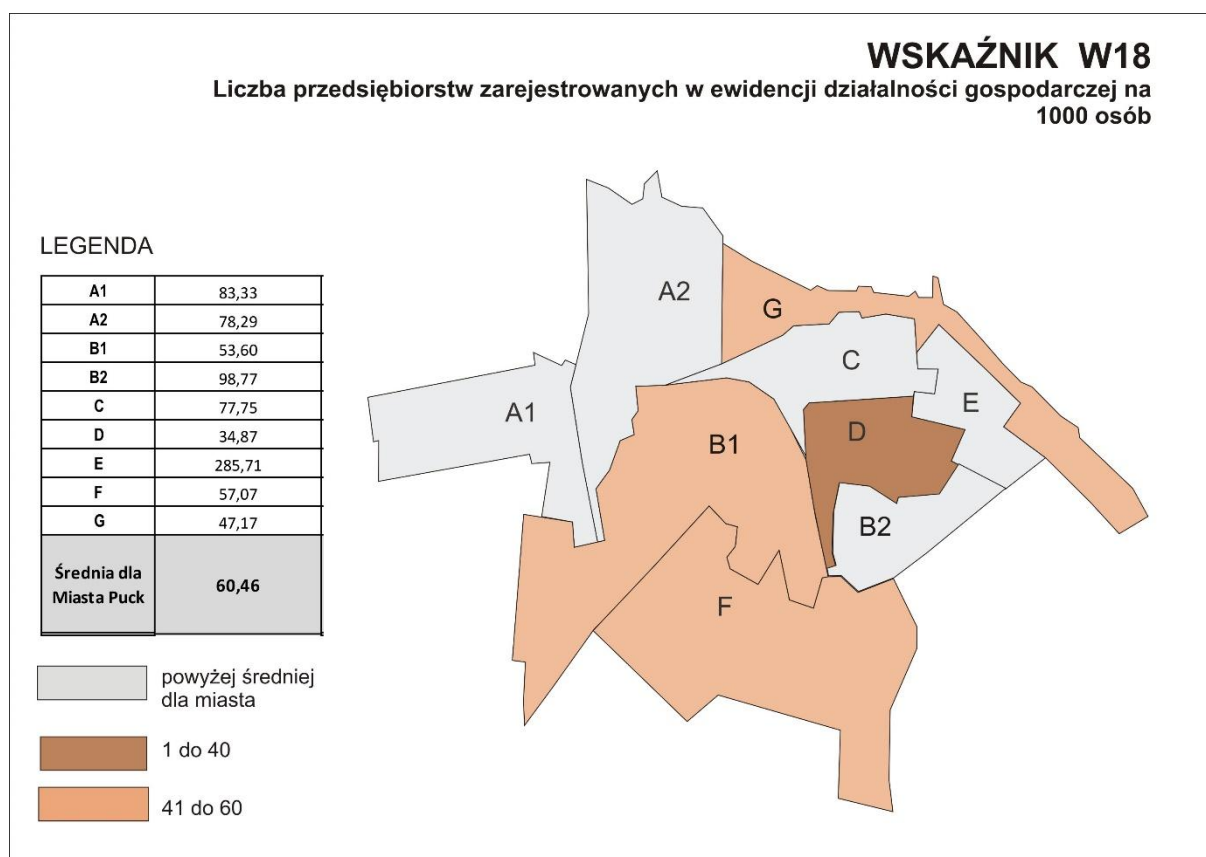 WSKAŹNIK W18
Liczba przedsiębiorstw zarejestrowanych w ewidencji działalności gospodarczej na
1000 osób
LEGENDA
A1 83,33
A2 78,29
B1 53,60
B2 98,77
C 77,75
D 34,87
E 285,71
F 57,07
G 47,17
Średnia dla
Miasta Puck
60,46
powyżej średniej
dla miasta
1 do 40
41 do 60
A2
G
C
A1
E
B1
D
B2
F